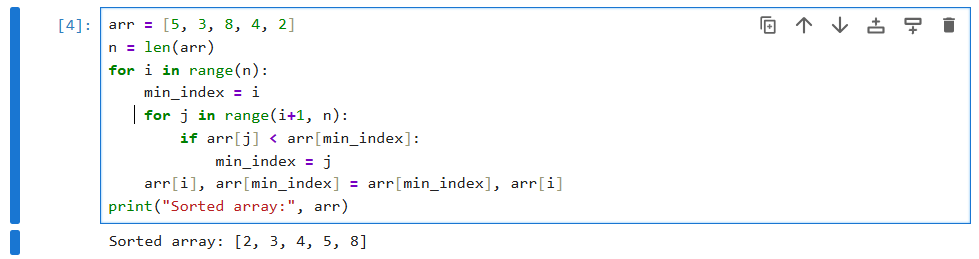 [4]: arr = [5, 3, 8, 4, 2]
n = len(arr)
for i in range(n):
    min_index = i
    for j in range(i+1, n):
        if arr[j] < arr[min_index]:
            min_index = j
    arr[i], arr[min_index] = arr[min_index], arr[i]
print("Sorted array:", arr)
Sorted array: [2, 3, 4, 5, 8]